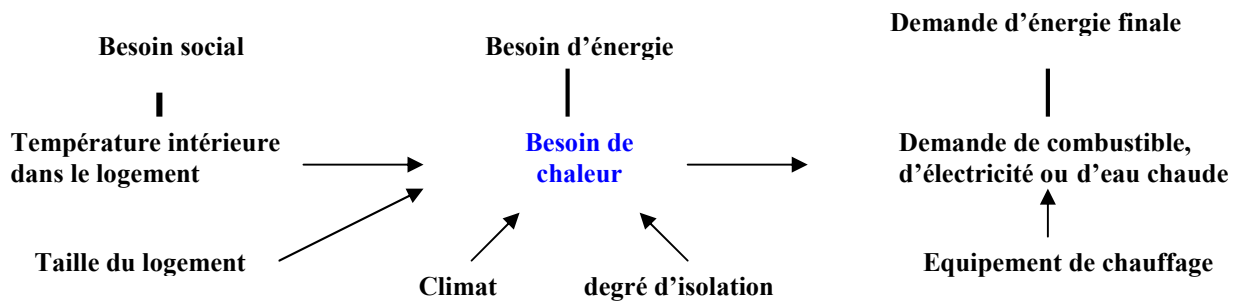 Besoin social
Besoin d’énergie
Demande d’énergie finale
Température intérieure
dans le logement
Besoin de
chaleur
Demande de combustible,
d’électricité ou d’eau chaude
Taille du logement
Climat
degré d’isolation
Equipement de chauffage